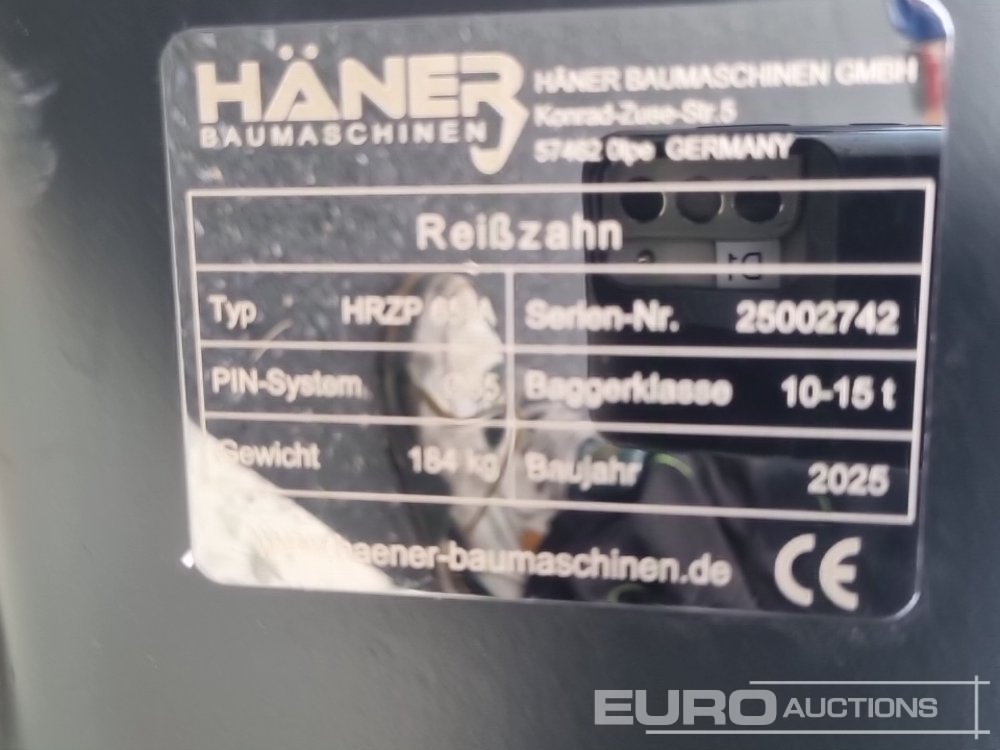 HÄNER
BAUMASCHINEN
HÄNER BAUMASCHINEN GMBH
Konrad-Zuse-Str.5
57462 Olpe GERMANY
Reißzahn
Typ HRZP
Serien-Nr. 25002742
PIN-System
Baggerklasse 10-15 t
Gewicht 184 kg
Baujahr 2025
www.haener-baumaschinen.de
CE
EURO AUCTIONS